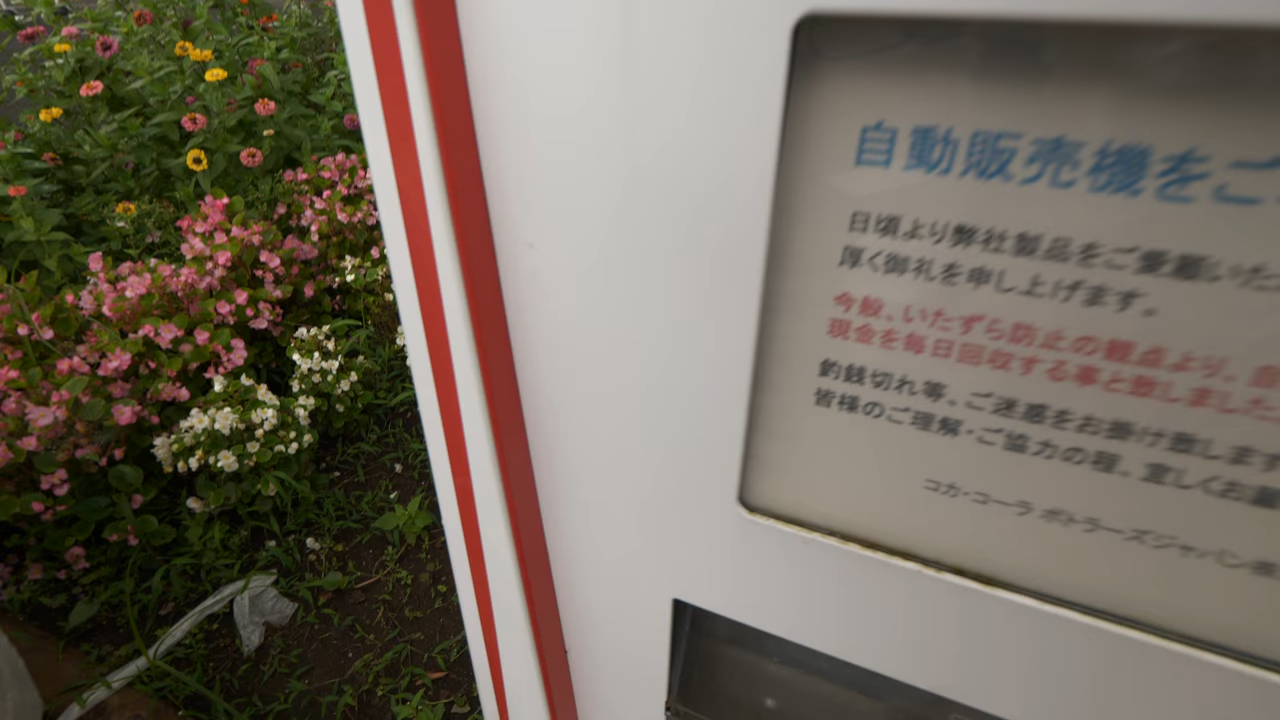 自動販売機をご
日頃より弊社製品をご愛顧いた
厚く御礼を申し上げます。
今般、いたずら防止の観点より、自
現金を毎日回収する事と致しました
釣銭切れ等、ご迷惑をお掛け致します
皆様のご理解・ご協力の程、宜しくお願
コカ・コーラ ボトラーズジャパン